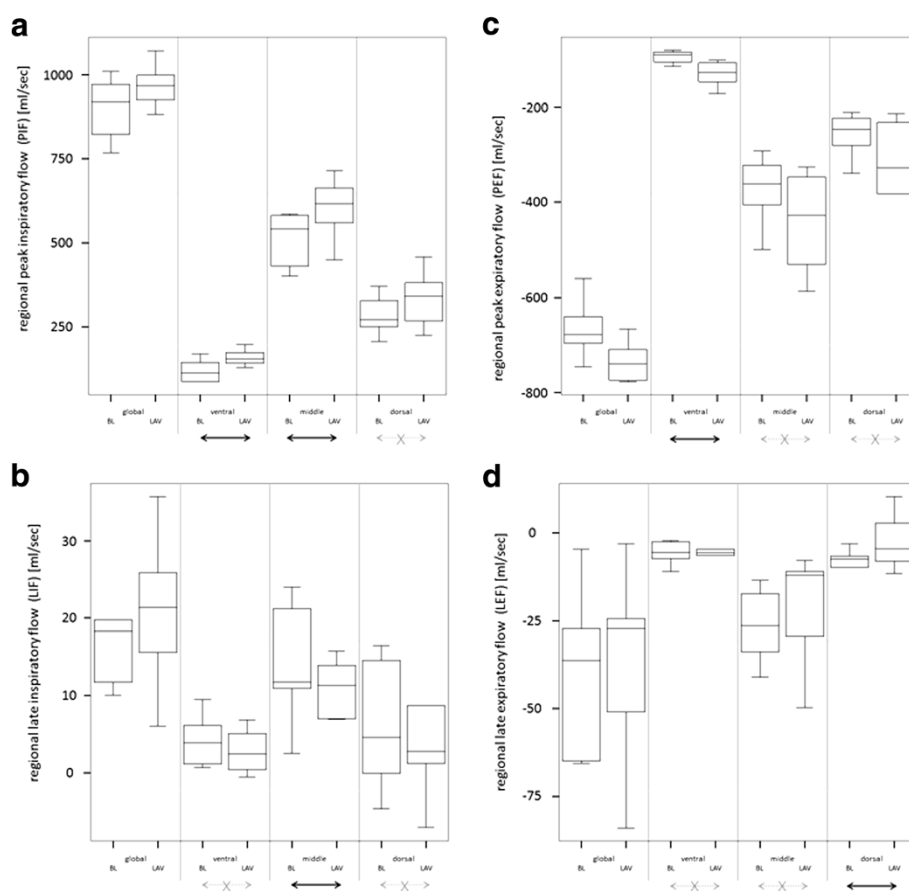 a
regional peak inspiratory flow (PIF) [ml/sec]
1000
750
500
250
global ventral middle dorsal
BL LAV BL LAV BL LAV BL LAV
X
c
regional peak expiratory flow (PEF) [ml/sec]
-200
-400
-600
-800
global ventral middle dorsal
BL LAV BL LAV BL LAV BL LAV
X X
b
regional late inspiratory flow (LIF) [ml/sec]
30
20
10
0
global ventral middle dorsal
BL LAV BL LAV BL LAV BL LAV
X X
d
regional late expiratory flow (LEF) [ml/sec]
0
-25
-50
-75
global ventral middle dorsal
BL LAV BL LAV BL LAV BL LAV
X X